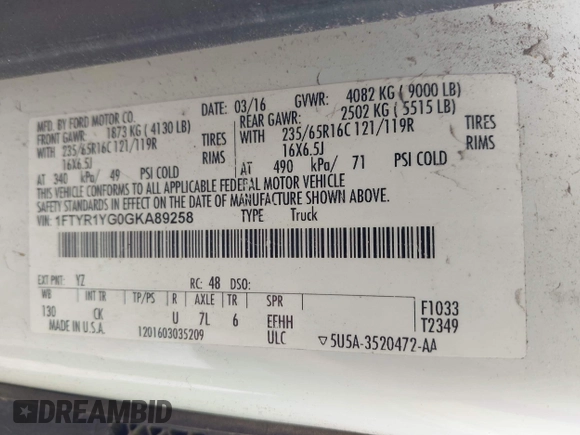 MFD. BY FORD MOTOR CO.
DATE: 03/16 GVWR: 4082 KG ( 9000 LB)
FRONT GAWR: 1873 KG ( 4130 LB)
REAR GAWR: 2502 KG ( 5515 LB)
WITH 235/65R16C 121/119R TIRES
WITH 235/65R16C 121/119R TIRES
16X6.5J RIMS
16X6.5J RIMS
AT 340 kPa/ 49 PSI COLD
AT 490 kPa/ 71 PSI COLD
THIS VEHICLE CONFORMS TO ALL APPLICABLE FEDERAL MOTOR VEHICLE
SAFETY STANDARDS IN EFFECT ON THE DATE OF MANUFACTURE SHOWN ABOVE.
VIN: 1FTYR1YG0GKA89258
TYPE Truck
EXT PNT: YZ RC: 48 DSO:
WB INT TR TP/PS R AXLE TR SPR
130 CK U 7L 6 EFHH
F1033
T2349
MADE IN U.S.A. 1201603035209 ULC
▽5U5A-3520472-AA
DREAMBID